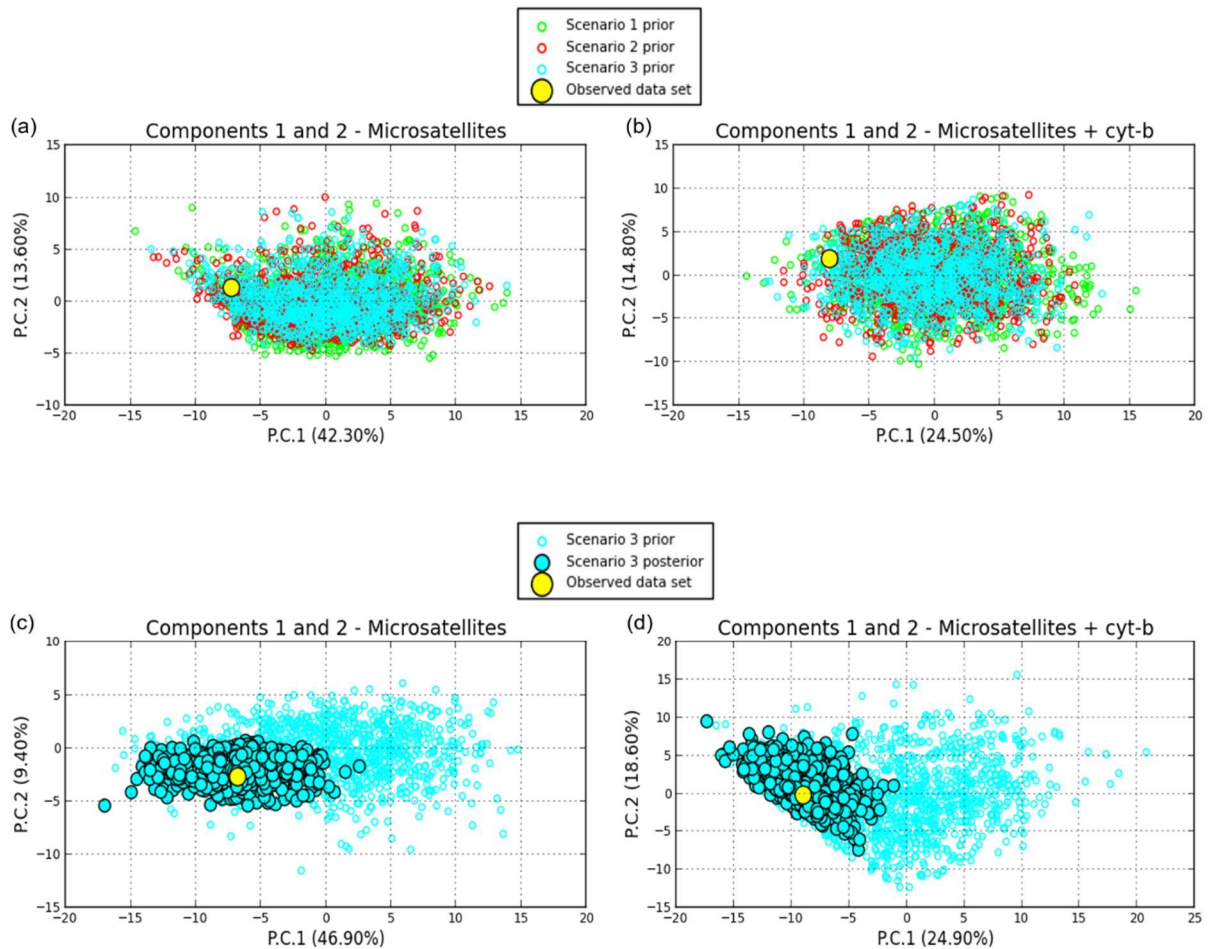 Scenario 1 prior
Scenario 2 prior
Scenario 3 prior
Observed data set
(a)
Components 1 and 2 - Microsatellites
15
10
5
0
−5
−10
−20 −15 −10 −5 0 5 10 15 20
P.C.2 (13.60%)
P.C.1 (42.30%)
(b)
Components 1 and 2 - Microsatellites + cyt-b
15
10
5
0
−5
−10
−15
−20 −15 −10 −5 0 5 10 15 20
P.C.2 (14.80%)
P.C.1 (24.50%)
Scenario 3 prior
Scenario 3 posterior
Observed data set
(c)
Components 1 and 2 - Microsatellites
10
5
0
−5
−10
−15
−20 −15 −10 −5 0 5 10 15 20
P.C.2 (9.40%)
P.C.1 (46.90%)
(d)
Components 1 and 2 - Microsatellites + cyt-b
20
15
10
5
0
−5
−10
−15
−20 −15 −10 −5 0 5 10 15 20 25
P.C.2 (18.60%)
P.C.1 (24.90%)